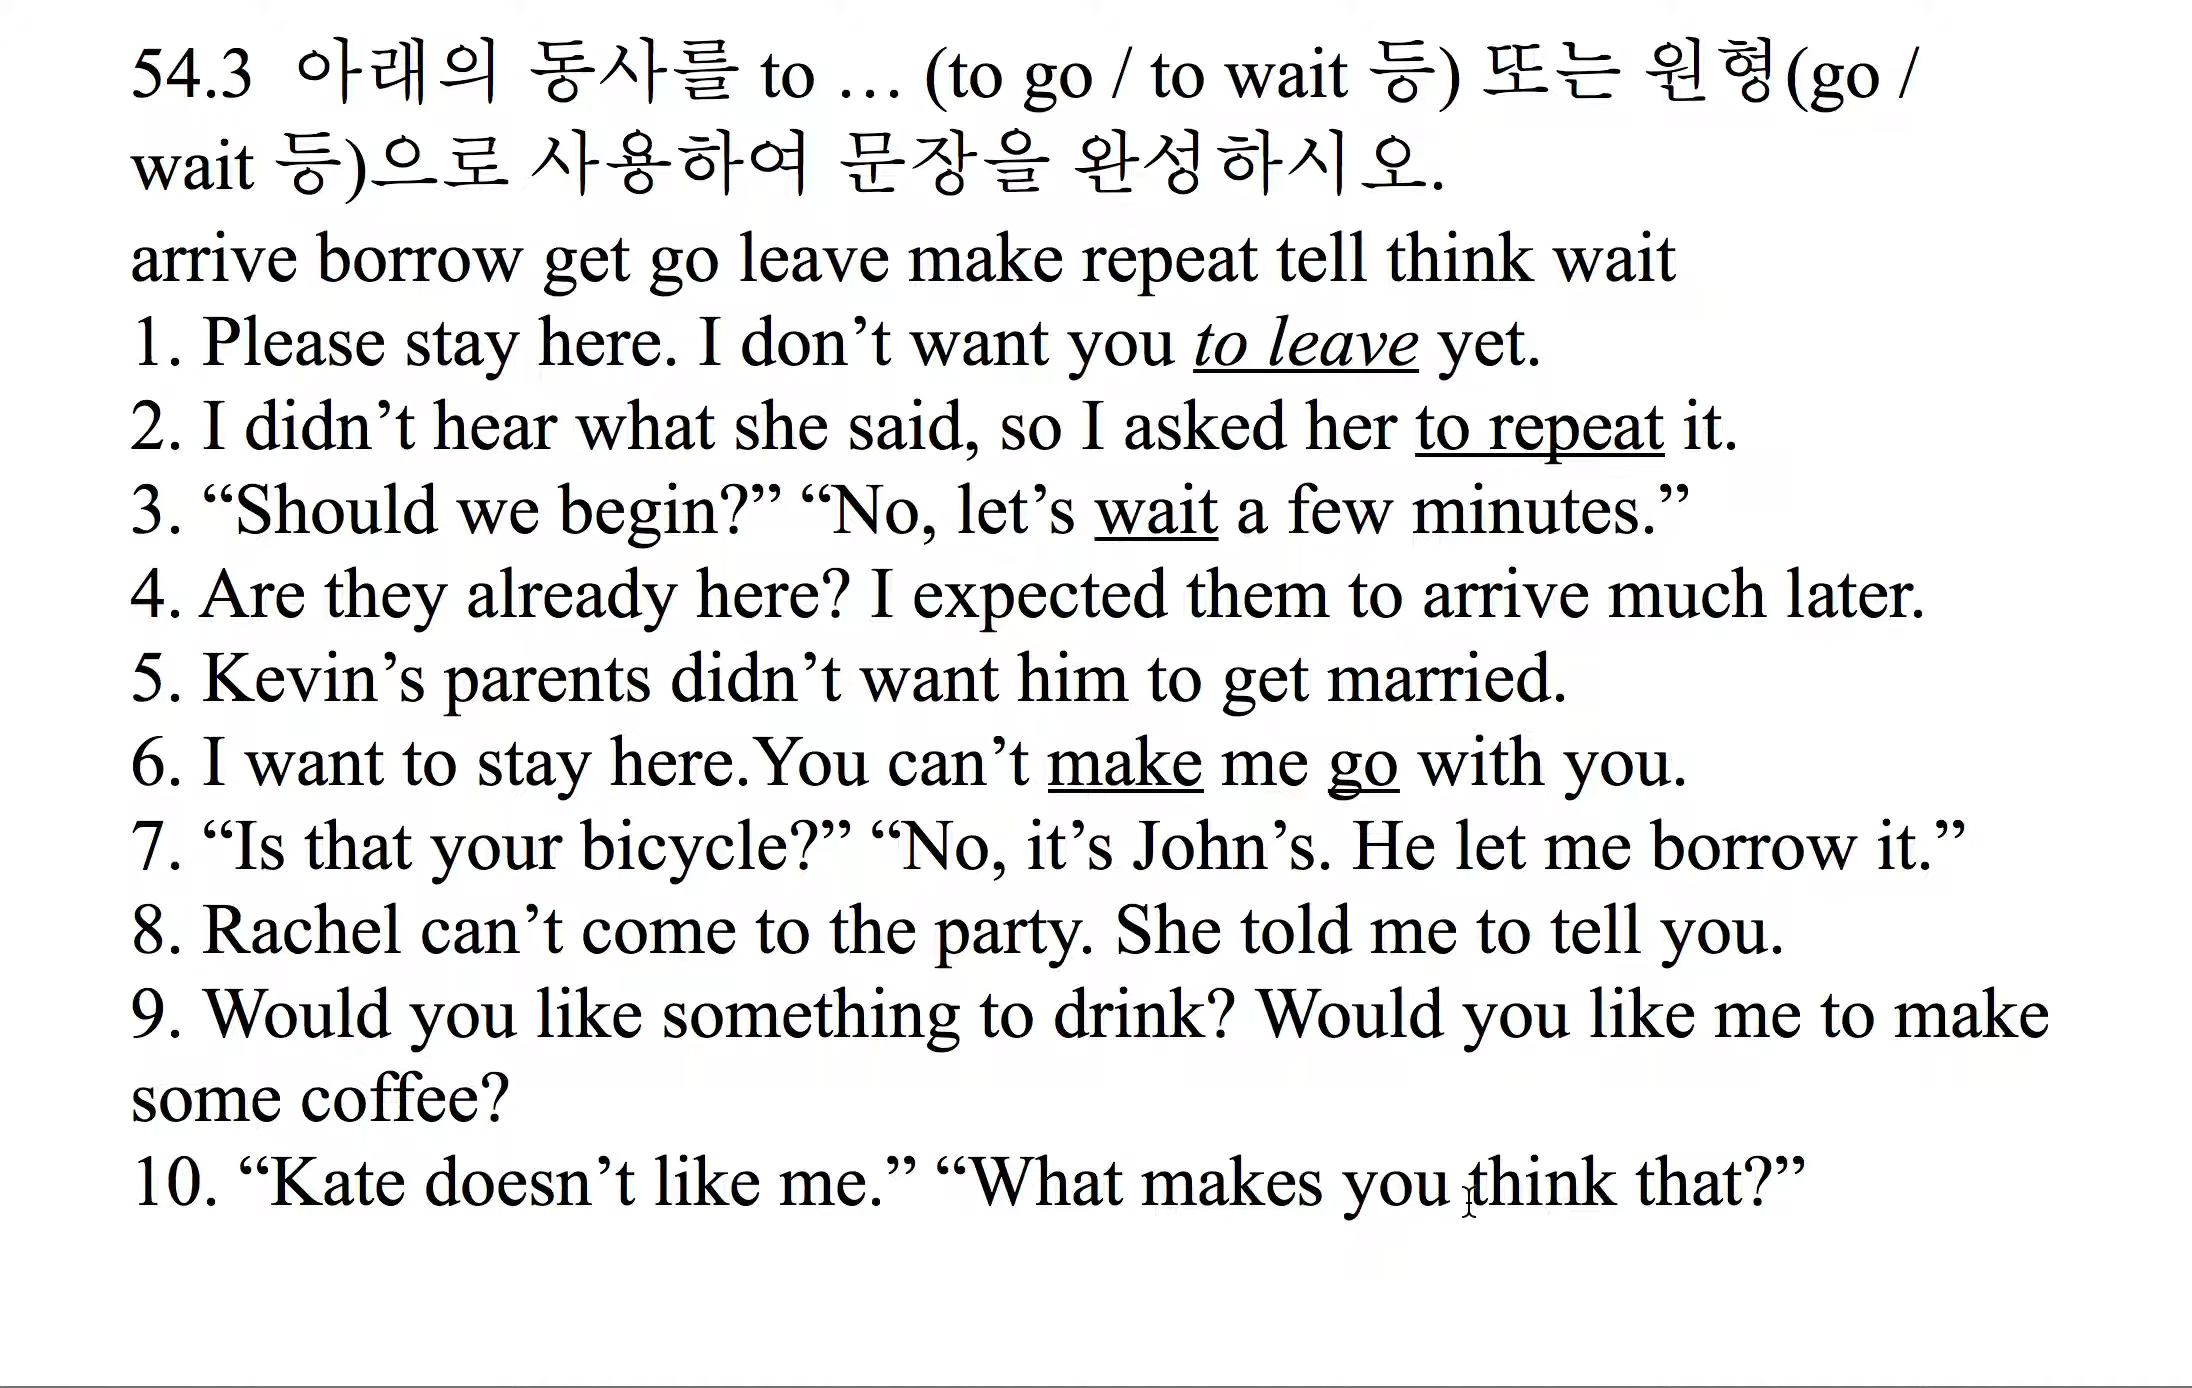 54.3 아래의 동사를 to … (to go / to wait 등) 또는 원형(go /
wait 등)으로 사용하여 문장을 완성하시오.
arrive borrow get go leave make repeat tell think wait
1. Please stay here. I don’t want you to leave yet.
2. I didn’t hear what she said, so I asked her to repeat it.
3. “Should we begin?” “No, let’s wait a few minutes.”
4. Are they already here? I expected them to arrive much later.
5. Kevin’s parents didn’t want him to get married.
6. I want to stay here.You can’t make me go with you.
7. “Is that your bicycle?” “No, it’s John’s. He let me borrow it.”
8. Rachel can’t come to the party. She told me to tell you.
9. Would you like something to drink? Would you like me to make
some coffee?
10. “Kate doesn’t like me.” “What makes you think that?”